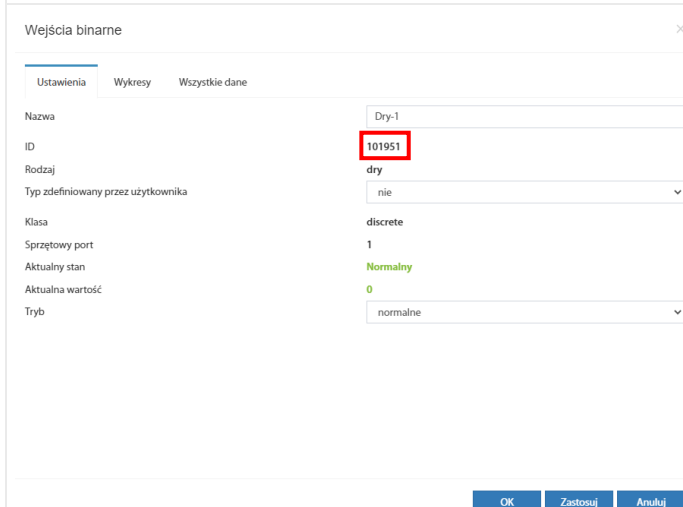 Wejścia binarne
Ustawienia Wykresy Wszystkie dane
Nazwa Dry-1
ID 101951
Rodzaj dry
Typ zdefiniowany przez użytkownika nie
Klasa discrete
Sprzętowy port 1
Aktualny stan Normalny
Aktualna wartość 0
Tryb normalne
OK Zastosuj Anuluj